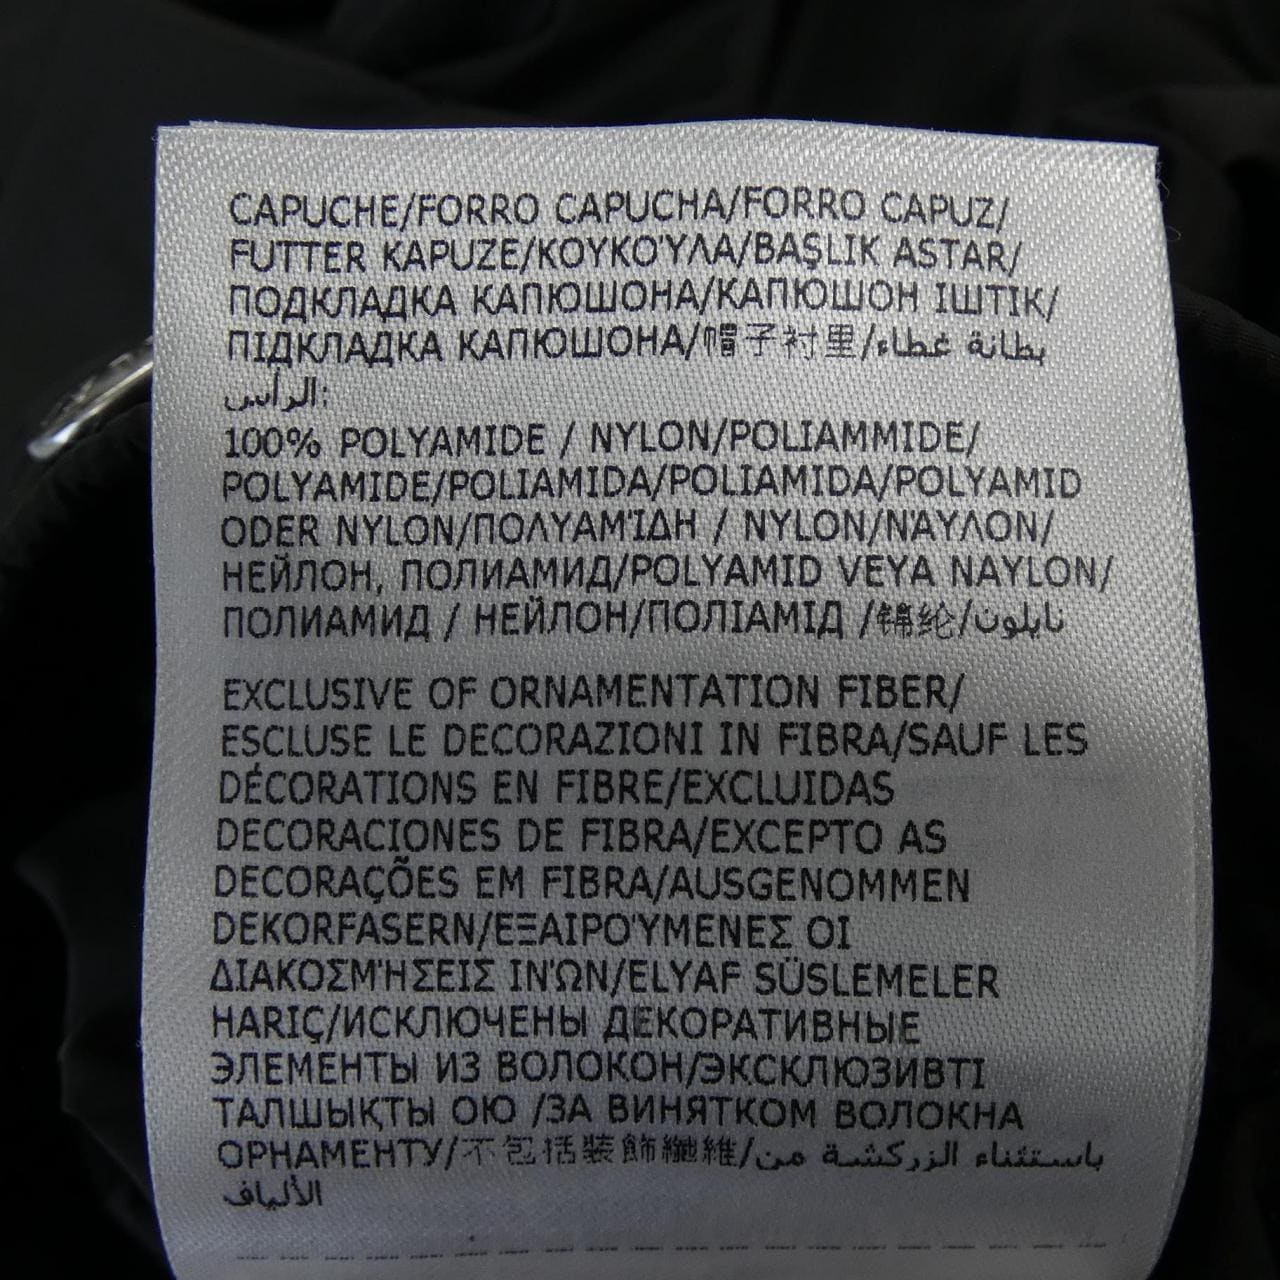 CAPUCHE/FORRO CAPUCHA/FORRO CAPUZ/
FUTTER KAPUZE/ΚΟΥΚΟΎΛΑ/BAŞLIK ASTAR/
ПОДКЛАДКА КАПЮШОНА/КАПЮШОН ІШТІК/
ПІДКЛАДКА КАПЮШОНА/帽子衬里/بطانة غطاء
الرأس:
100% POLYAMIDE / NYLON/POLIAMMIDE/
POLYAMIDE/POLIAMIDA/POLIAMIDA/POLYAMID
ODER NYLON/ΠΟΛΥΑΜΊΔΗ / NYLON/ΝΆΥΛΟΝ/
НЕЙЛОН, ПОЛИАМИД/POLYAMID VEYA NAYLON/
ПОЛИАМИД / НЕЙЛОН/ПОЛІАМІД /锦纶/نايلون
EXCLUSIVE OF ORNAMENTATION FIBER/
ESCLUSE LE DECORAZIONI IN FIBRA/SAUF LES
DÉCORATIONS EN FIBRE/EXCLUIDAS
DECORACIONES DE FIBRA/EXCEPTO AS
DECORAÇÕES EM FIBRA/AUSGENOMMEN
DEKORFASERN/ΕΞΑΙΡΟΎΜΕΝΕΣ ΟΙ
ΔΙΑΚΟΣΜΉΣΕΙΣ ΙΝΏΝ/ELYAF SÜSLEMELER
HARIÇ/ИСКЛЮЧЕНЫ ДЕКОРАТИВНЫЕ
ЭЛЕМЕНТЫ ИЗ ВОЛОКОН/ЭКСКЛЮЗИВТІ
ТАЛШЫҚТЫ ОЮ /ЗА ВИНЯТКОМ ВОЛОКНА
ОРНАМЕНТУ/不包括裝飾纖維/باستثناء الزركشة من
الألياف